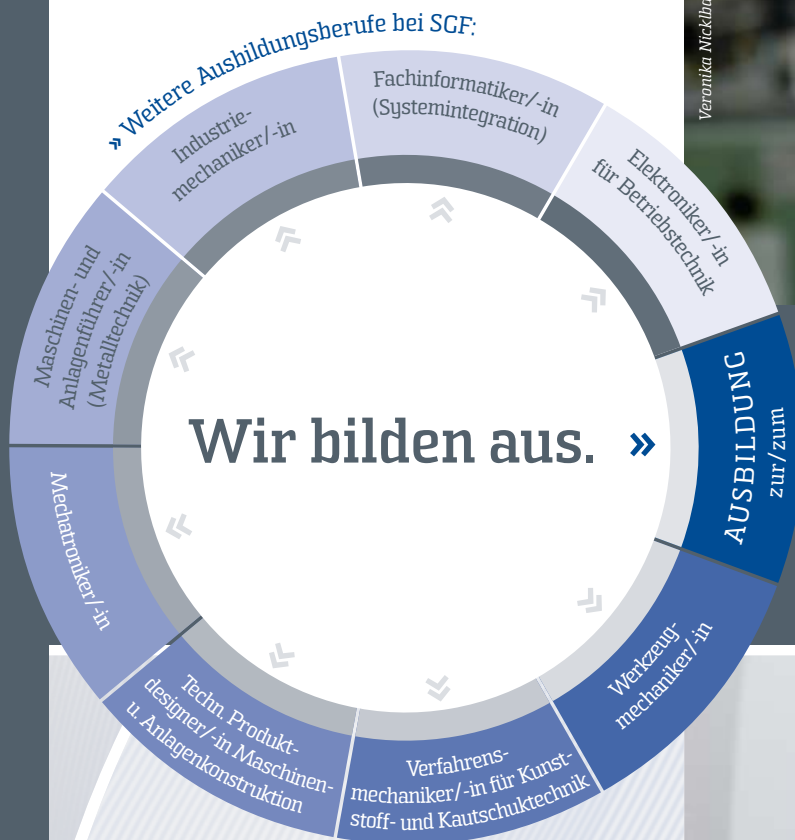 » Weitere Ausbildungsberufe bei SGF:
Fachinformatiker/-in
(Systemintegration)
Elektroniker/-in
für Betriebstechnik
AUSBILDUNG
zur/zum
Werkzeug-
mechaniker/-in
Verfahrens-
mechaniker/-in für Kunst-
stoff- und Kautschuktechnik
Techn. Produkt-
designer/-in Maschinen-
u. Anlagenkonstruktion
Mechatroniker/-in
Maschinen- und
Anlagenführer/-in
(Metalltechnik)
Industrie-
mechaniker/-in
Wir bilden aus. »
Veronika